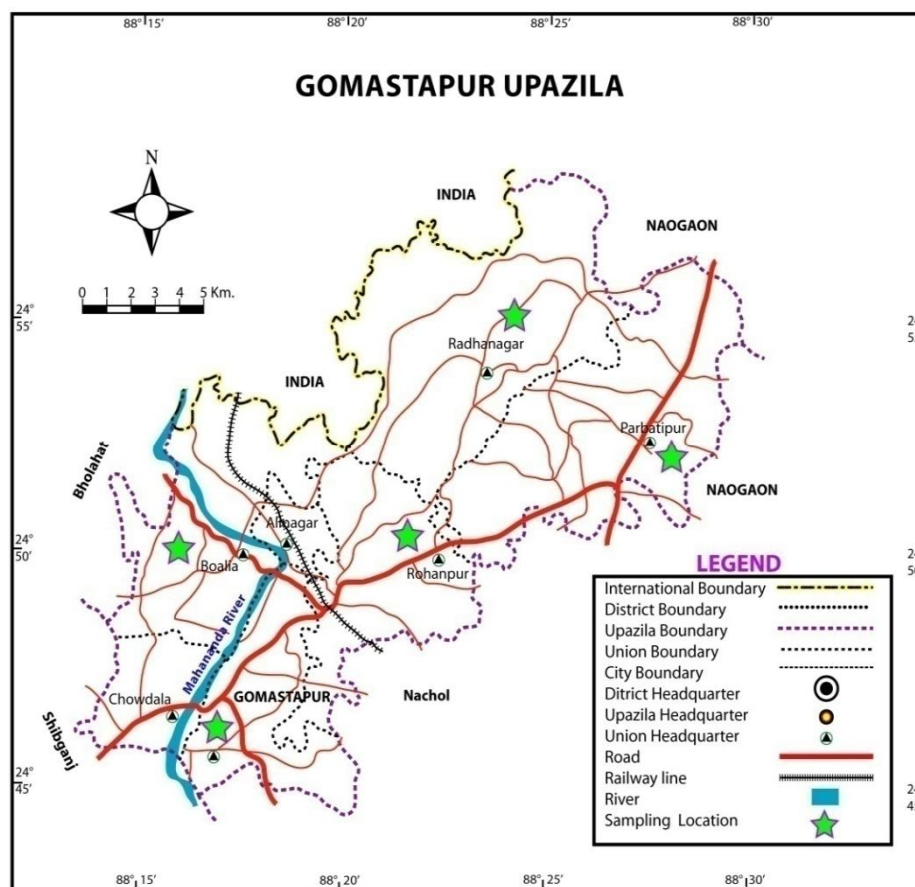 88° 15' 88° 20' 88° 25' 88° 30'
GOMASTAPUR UPAZILA
N
INDIA
NAOGAON
0 1 2 3 4 5 Km.
24°
55'
24
Radhanagar
INDIA
Parbatipur
Bholahat
NAOGAON
Alinagar
24°
50'
24
Boalia
Rohanpur
LEGEND
International Boundary
District Boundary
Upazila Boundary
Union Boundary
City Boundary
Ditrict Headquarter
Upazila Headquarter
Union Headquarter
Road
Railway line
River
Sampling Location
Mahananda River
Chowdala
GOMASTAPUR
Nachol
Shibganj
24°
45'
24
88° 15' 88° 20' 88° 25' 88° 30'